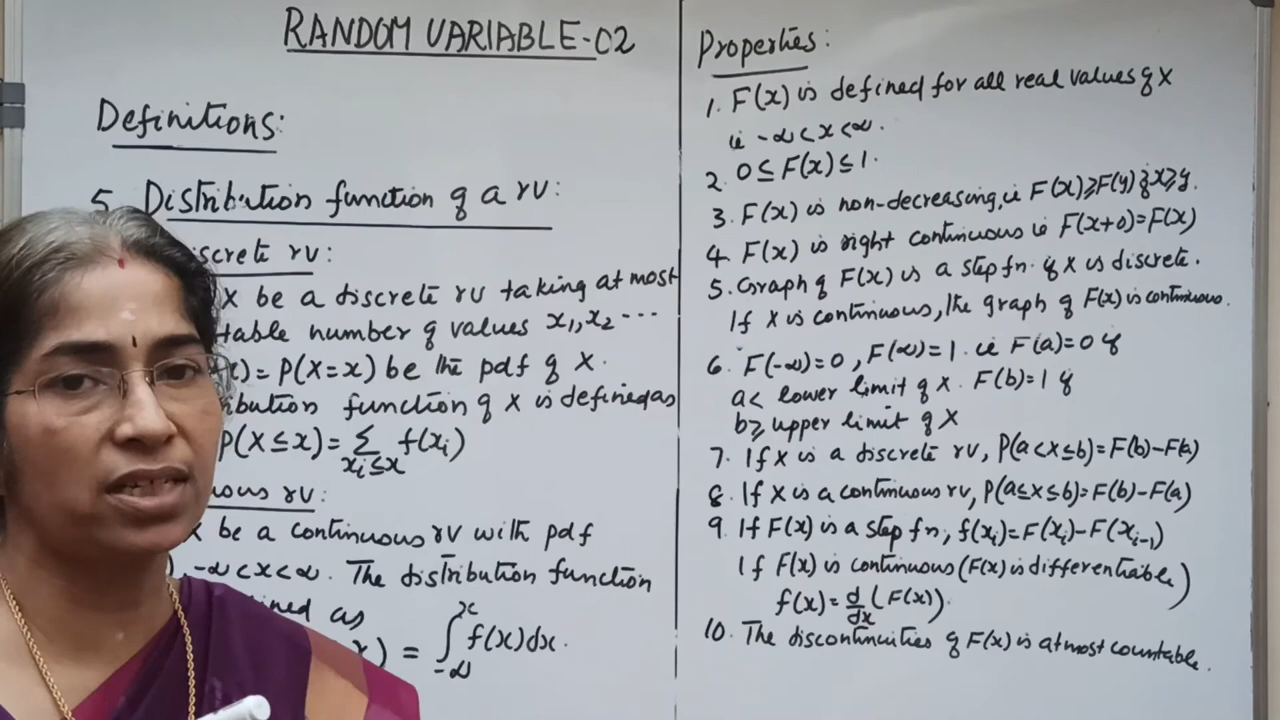 RANDOM VARIABLE-02
Definitions:
5. Distribution function of a rv:
screte rv:
X be a discrete rv taking at most
table number of values x₁,x₂ ...
x)=P(X=x) be the pdf of X.
ibution function of X is defined as
P(X≤x)=∑ f(xᵢ)
xᵢ≤x
uous rv:
X be a continuous rv with pdf
), -∞<x<∞. The distribution function
ined as
x) = ∫ f(x)dx.
x
-∞
Properties:
1. F(x) is defined for all real values of X
ie -∞<x<∞.
2. 0≤F(x)≤1.
3. F(x) is non-decreasing, ie F(x)≥F(y) if x≥y.
4. F(x) is right continuous ie F(x+0)=F(x)
5. Graph of F(x) is a step fn. if X is discrete.
If X is continuous, the graph of F(x) is continuous.
6. F(-∞)=0, F(∞)=1. ie F(a)=0 if
a< lower limit of X. F(b)=1 if
b≥ upper limit of X
7. If X is a discrete rv, P(a<X≤b)=F(b)-F(a)
8. If X is a continuous rv, P(a≤X≤b)=F(b)-F(a)
9. If F(x) is a step fn, f(xᵢ)=F(xᵢ)-F(xᵢ₋₁)
If F(x) is continuous (F(x) is differentiable)
f(x)= d/dx (F(x)).
10. The discontinuities of F(x) is atmost countable.